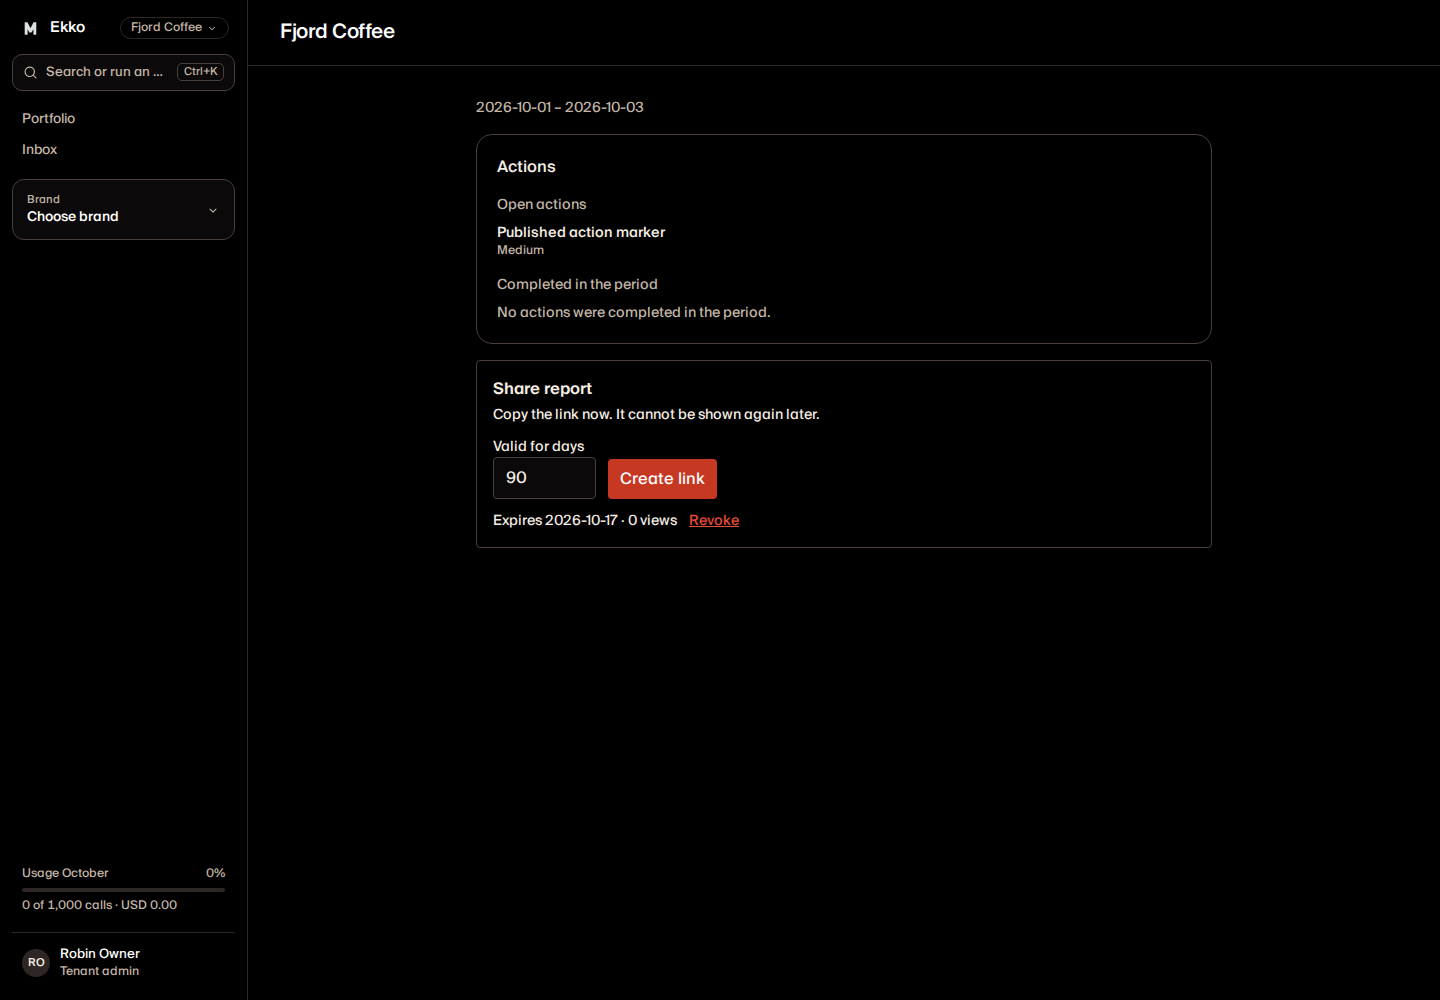 Ekko
Fjord Coffee
Search or run an ...
Ctrl+K
Portfolio
Inbox
Brand
Choose brand
Usage October
0%
0 of 1,000 calls · USD 0.00
RO
Robin Owner
Tenant admin
Fjord Coffee
2026-10-01 – 2026-10-03
Actions
Open actions
Published action marker
Medium
Completed in the period
No actions were completed in the period.
Share report
Copy the link now. It cannot be shown again later.
Valid for days
90
Create link
Expires 2026-10-17 · 0 views Revoke